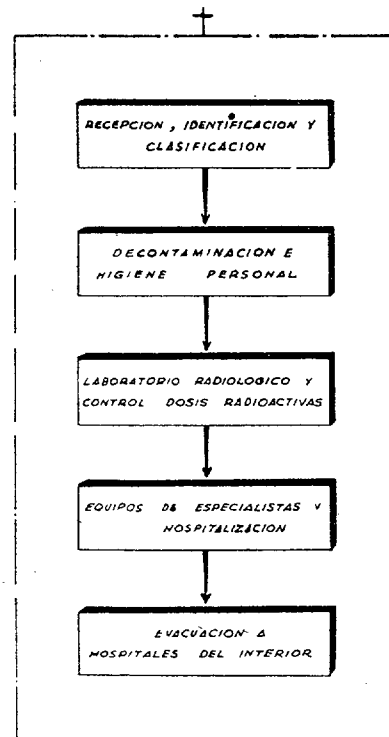 RECEPCION, IDENTIFICACION Y
CLASIFICACION
DECONTAMINACION E
HIGIENE PERSONAL
LABORATORIO RADIOLOGICO Y
CONTROL DOSIS RADIOACTIVAS
EQUIPOS DE ESPECIALISTAS Y
HOSPITALIZACION
EVACUACION A
HOSPITALES DEL INTERIOR